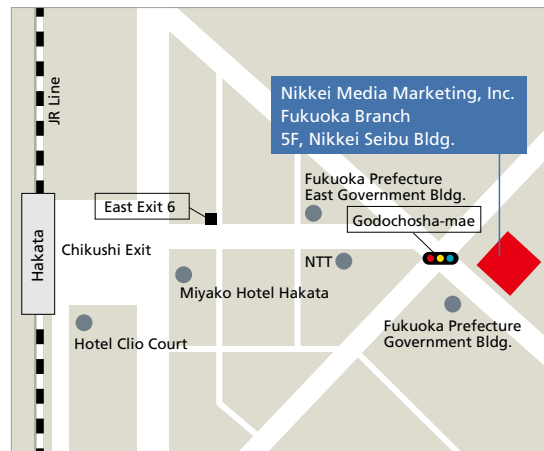 JR Line
Nikkei Media Marketing, Inc.
Fukuoka Branch
5F, Nikkei Seibu Bldg.
Fukuoka Prefecture
East Government Bldg.
East Exit 6
Godochosha-mae
Hakata
Chikushi Exit
NTT
Miyako Hotel Hakata
Fukuoka Prefecture
Government Bldg.
Hotel Clio Court